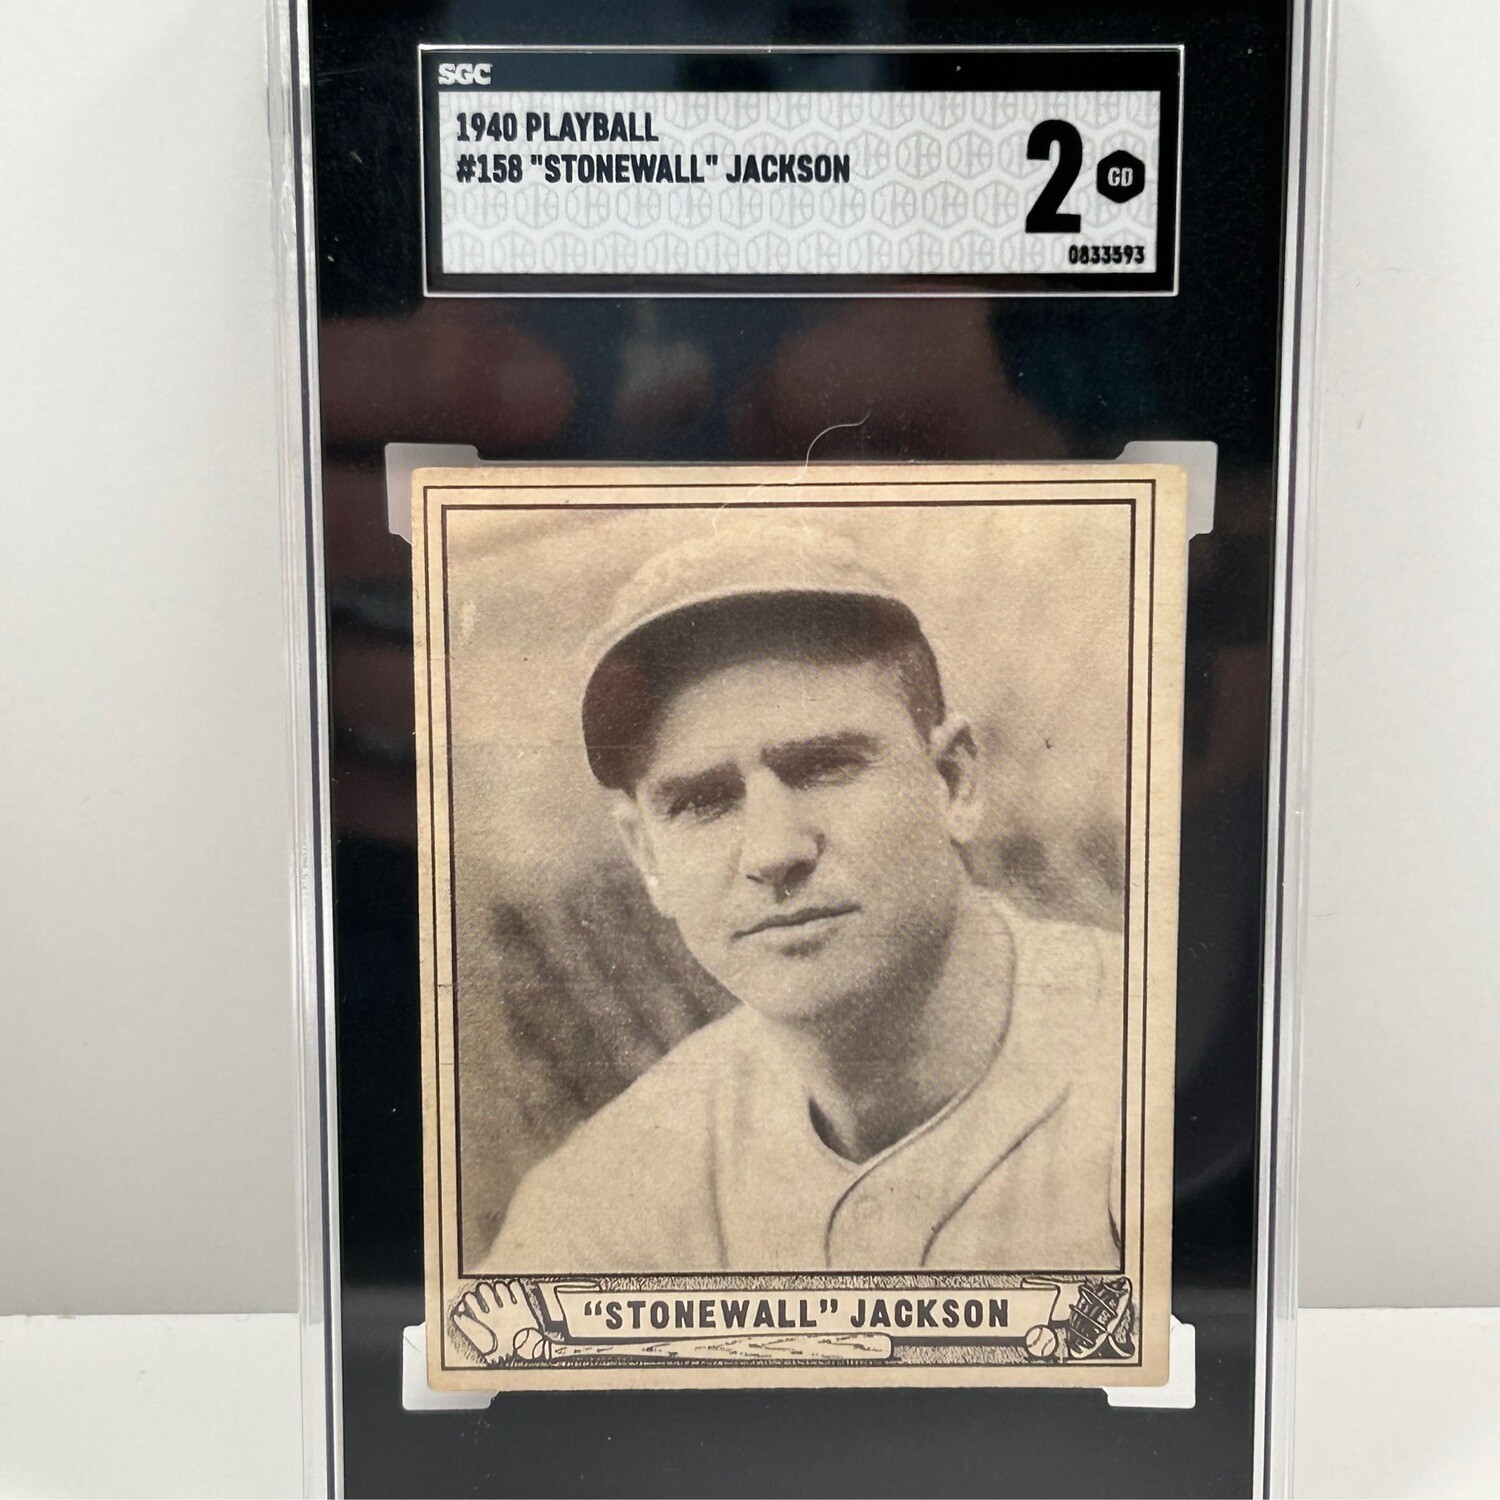 SGC
1940 PLAYBALL
#158 "STONEWALL" JACKSON
2 GD
0833593
“STONEWALL” JACKSON